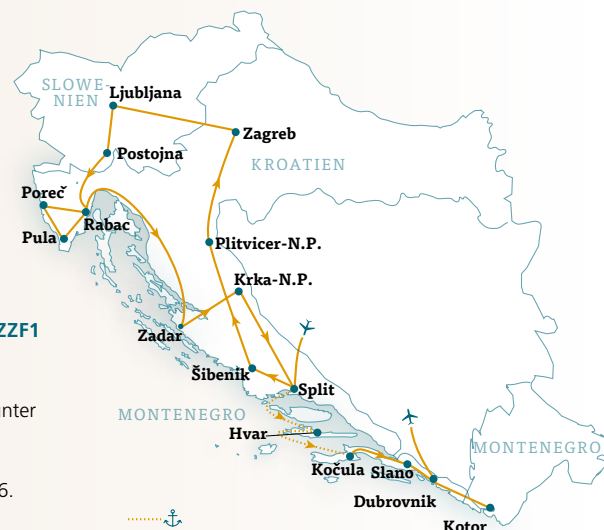 SLOWE-
NIEN
Ljubljana
Zagreb
Postojna
KROATIEN
Poreč
Rabac
Pula
Plitvicer-N.P.
Krka-N.P.
ZZF1
Zadar
Šibenik
Split
unter
MONTENEGRO
Hvar
MONTENEGRO
Kočula
Slano
6.
Dubrovnik
Kotor